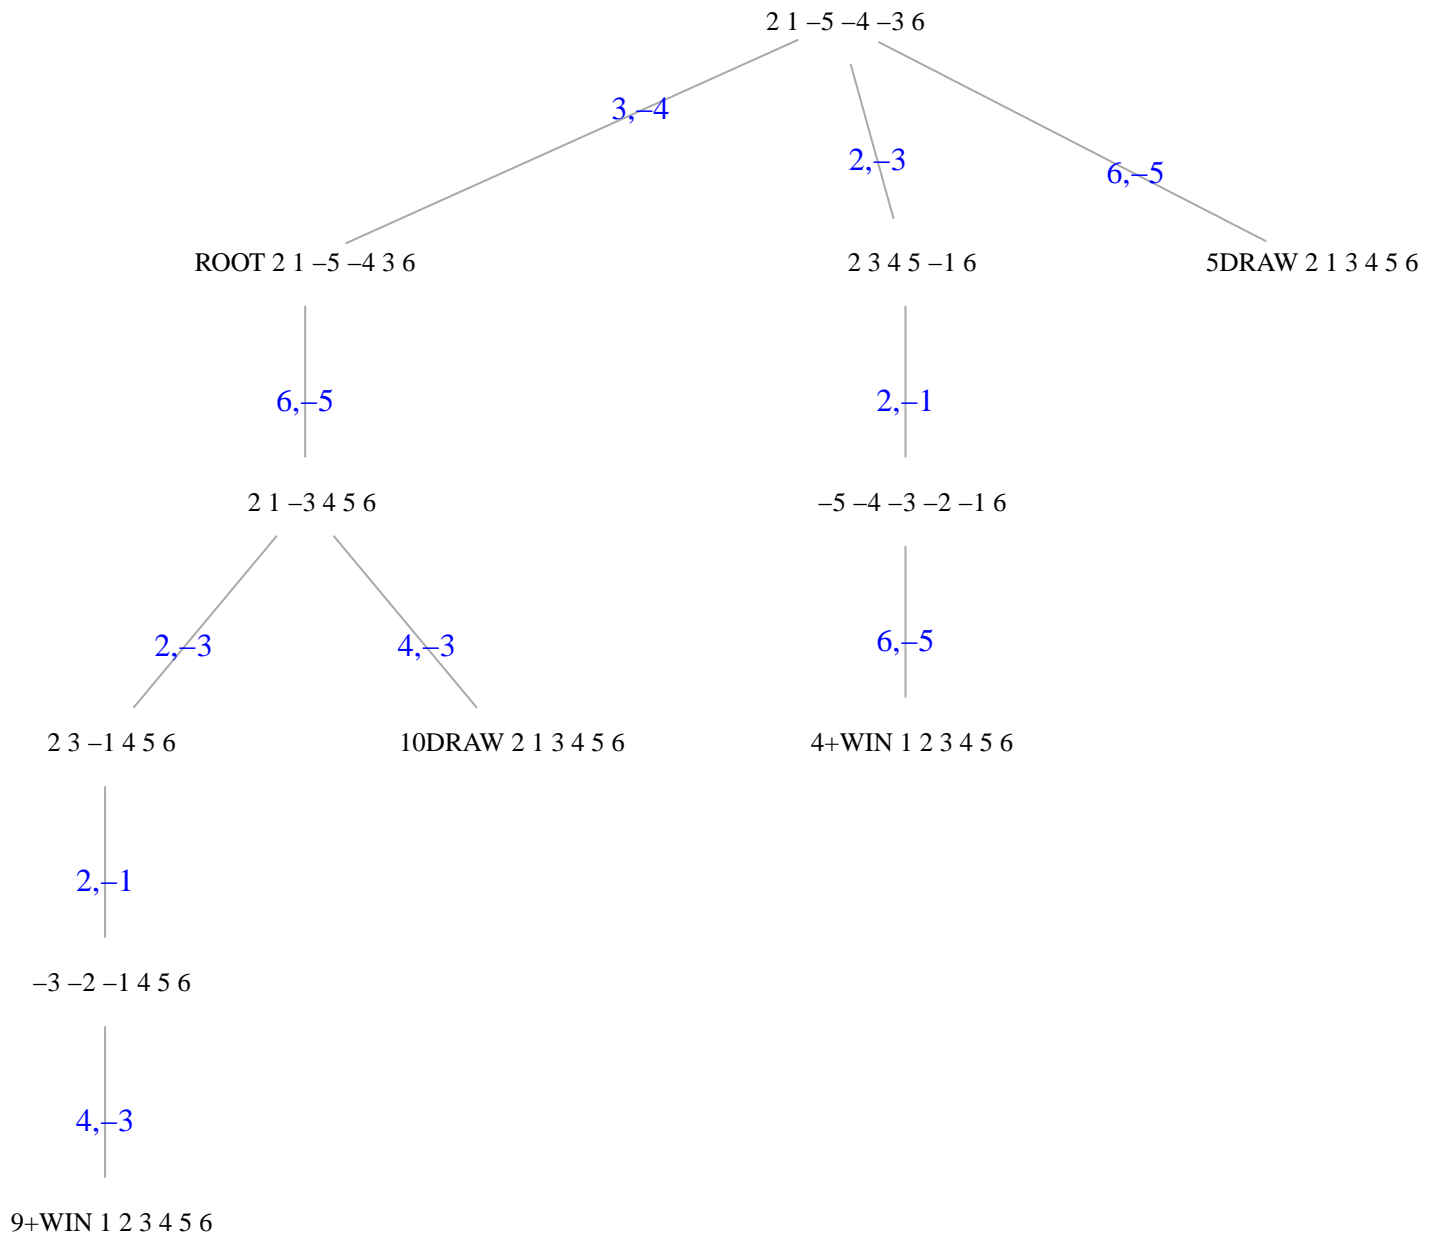 2 1 –5 –4 –3 6
3,–4
2,–3
6,–5
ROOT 2 1 –5 –4 3 6
2 3 4 5 –1 6
5DRAW 2 1 3 4 5 6
6,–5
2,–1
2 1 –3 4 5 6
–5 –4 –3 –2 –1 6
2,–3
4,–3
6,–5
2 3 –1 4 5 6
10DRAW 2 1 3 4 5 6
4+WIN 1 2 3 4 5 6
2,–1
–3 –2 –1 4 5 6
4,–3
9+WIN 1 2 3 4 5 6